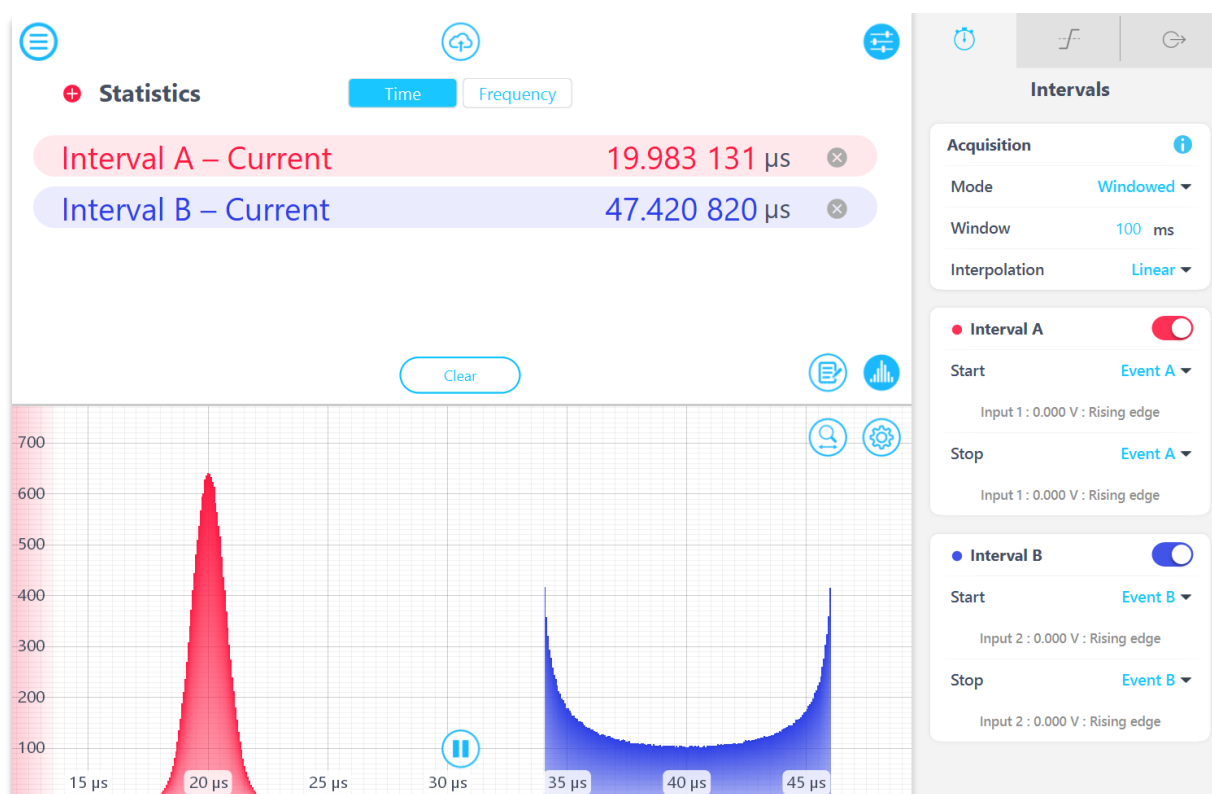 Statistics
Time
Frequency
Interval A – Current 19.983 131 μs
Interval B – Current 47.420 820 μs
Clear
700
600
500
400
300
200
100
15 μs
20 μs
25 μs
30 μs
35 μs
40 μs
45 μs
Intervals
Acquisition
Mode Windowed
Window 100 ms
Interpolation Linear
Interval A
Start Event A
Input 1 : 0.000 V : Rising edge
Stop Event A
Input 1 : 0.000 V : Rising edge
Interval B
Start Event B
Input 2 : 0.000 V : Rising edge
Stop Event B
Input 2 : 0.000 V : Rising edge